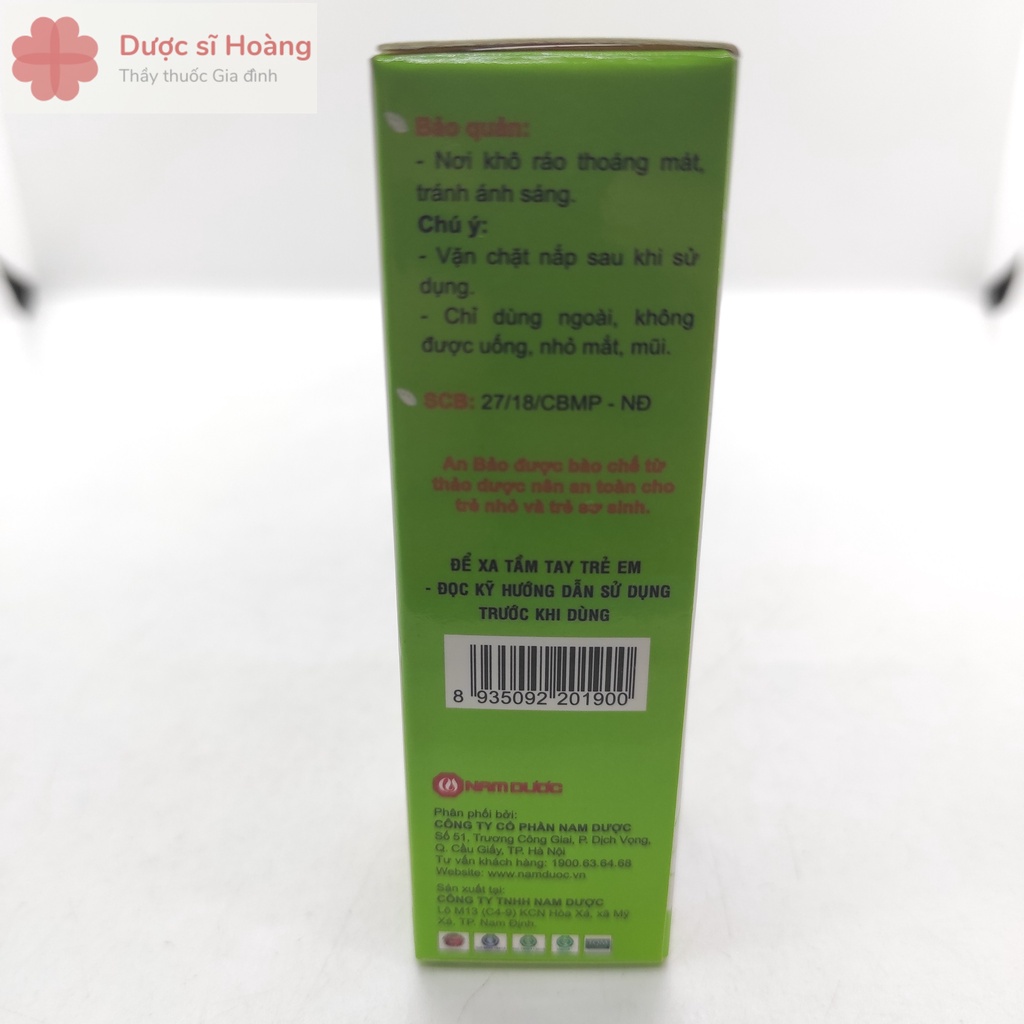 Dược sĩ Hoàng
Thầy thuốc Gia đình
Bảo quản:
- Nơi khô ráo thoáng mát,
tránh ánh sáng.
Chú ý:
- Vặn chặt nắp sau khi sử
dụng.
- Chỉ dùng ngoài, không
được uống, nhỏ mắt, mũi.
SCB: 27/18/CBMP - NĐ
An Bảo được bào chế từ
thảo dược nên an toàn cho
trẻ nhỏ và trẻ sơ sinh.
ĐỂ XA TẦM TAY TRẺ EM
- ĐỌC KỸ HƯỚNG DẪN SỬ DỤNG
TRƯỚC KHI DÙNG
8 935092 201900
NAM DƯỢC
Phân phối bởi:
CÔNG TY CỔ PHẦN NAM DƯỢC
Số 51, Trương Công Giai, P. Dịch Vọng,
Q. Cầu Giấy, TP. Hà Nội
Tư vấn khách hàng: 1900.63.64.68
Website: www.namduoc.vn
Sản xuất tại:
CÔNG TY TNHH NAM DƯỢC
Lô M13 (C4-9) KCN Hòa Xá, xã Mỹ
Xá, TP. Nam Định.